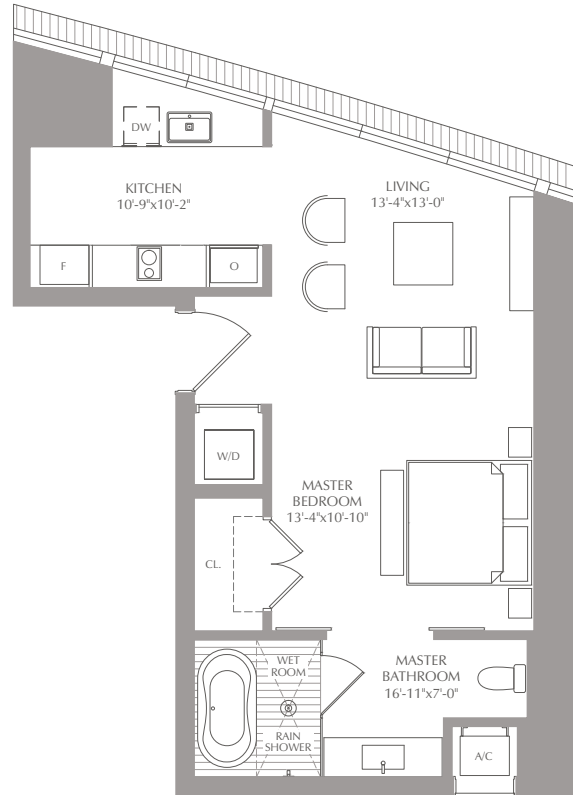 DW
KITCHEN
10'-9"x10'-2"
LIVING
13'-4"x13'-0"
F
O
W/D
MASTER
BEDROOM
13'-4"x10'-10"
CL.
WET
ROOM
MASTER
BATHROOM
16'-11"x7'-0"
RAIN
SHOWER
A/C